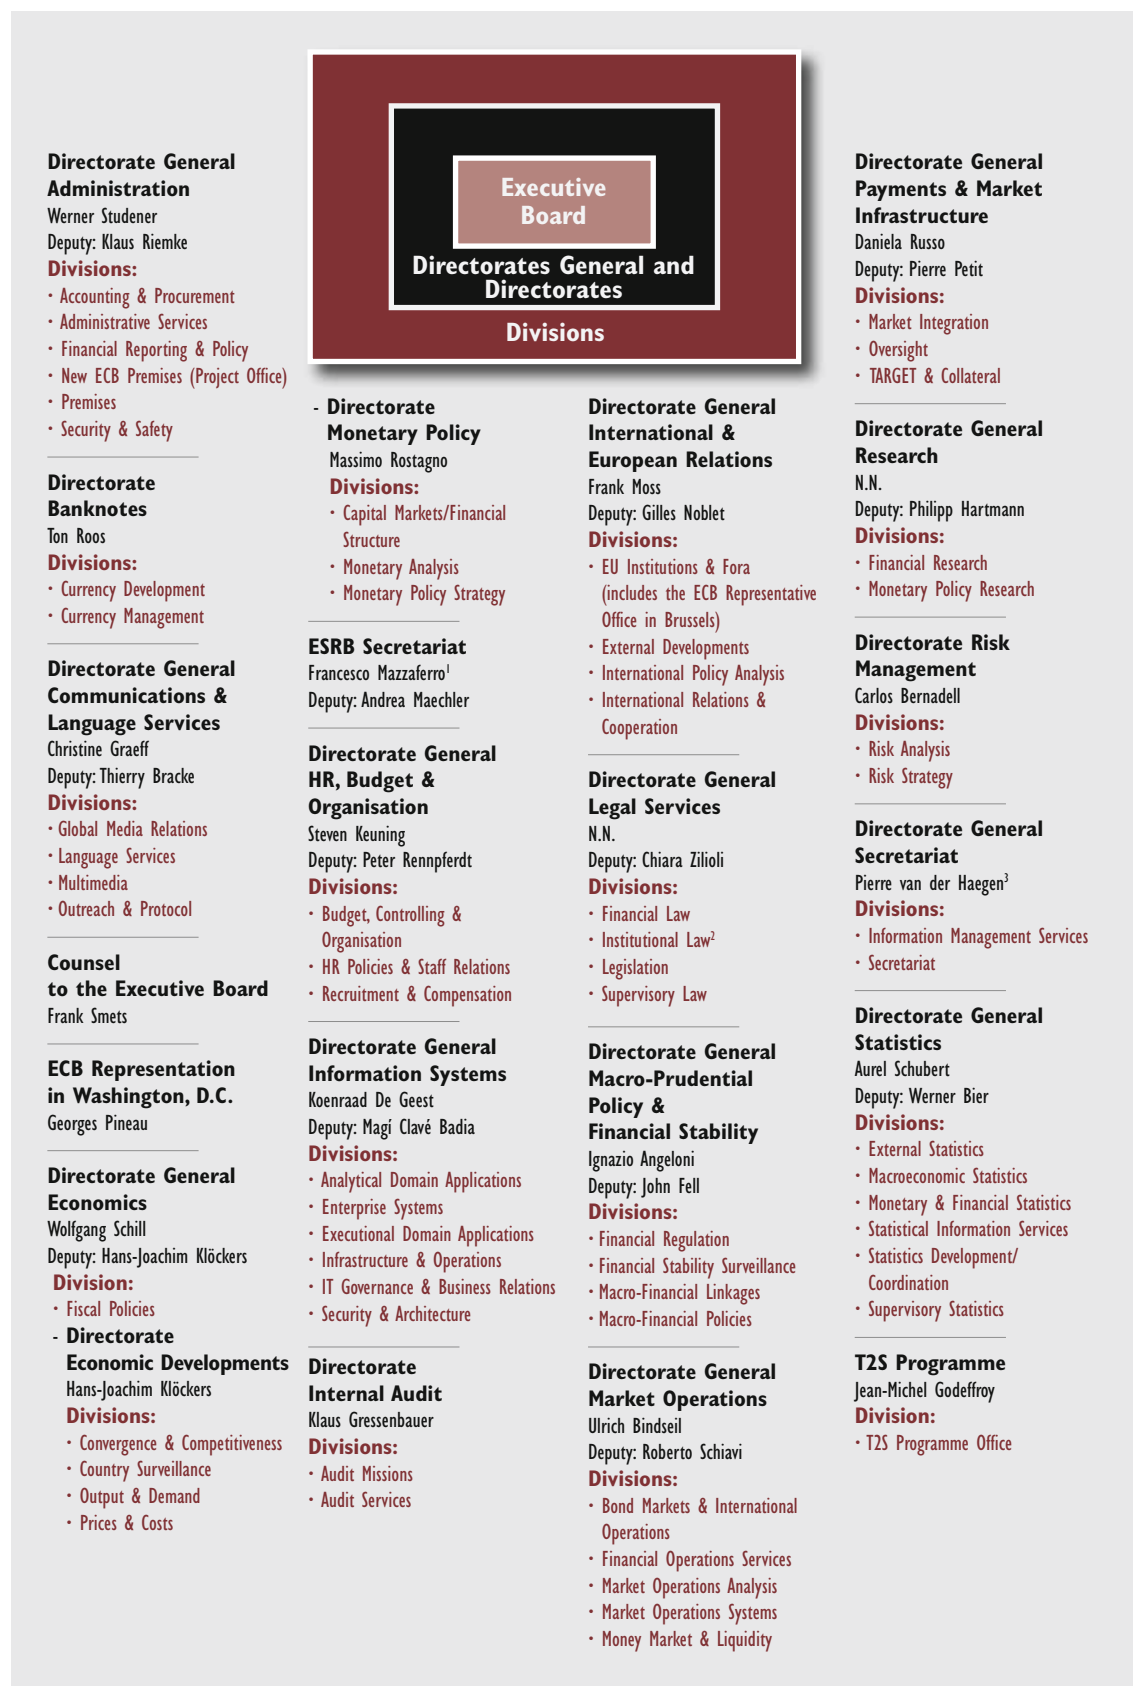 Executive
Board
Directorates General and
Directorates
Divisions
Directorate General
Administration
Werner Studener
Deputy: Klaus Riemke
Divisions:
• Accounting & Procurement
• Administrative Services
• Financial Reporting & Policy
• New ECB Premises (Project Office)
• Premises
• Security & Safety
Directorate
Banknotes
Ton Roos
Divisions:
• Currency Development
• Currency Management
Directorate General
Communications &
Language Services
Christine Graeff
Deputy: Thierry Bracke
Divisions:
• Global Media Relations
• Language Services
• Multimedia
• Outreach & Protocol
Counsel
to the Executive Board
Frank Smets
ECB Representation
in Washington, D.C.
Georges Pineau
Directorate General
Economics
Wolfgang Schill
Deputy: Hans-Joachim Klöckers
Division:
• Fiscal Policies
- Directorate
Economic Developments
Hans-Joachim Klöckers
Divisions:
• Convergence & Competitiveness
• Country Surveillance
• Output & Demand
• Prices & Costs
- Directorate
Monetary Policy
Massimo Rostagno
Divisions:
• Capital Markets/Financial
Structure
• Monetary Analysis
• Monetary Policy Strategy
ESRB Secretariat
Francesco Mazzaferro¹
Deputy: Andrea Maechler
Directorate General
HR, Budget &
Organisation
Steven Keuning
Deputy: Peter Rennpferdt
Divisions:
• Budget, Controlling &
Organisation
• HR Policies & Staff Relations
• Recruitment & Compensation
Directorate General
Information Systems
Koenraad De Geest
Deputy: Magí Clavé Badia
Divisions:
• Analytical Domain Applications
• Enterprise Systems
• Executional Domain Applications
• Infrastructure & Operations
• IT Governance & Business Relations
• Security & Architecture
Directorate
Internal Audit
Klaus Gressenbauer
Divisions:
• Audit Missions
• Audit Services
Directorate General
International &
European Relations
Frank Moss
Deputy: Gilles Noblet
Divisions:
• EU Institutions & Fora
(includes the ECB Representative
Office in Brussels)
• External Developments
• International Policy Analysis
• International Relations &
Cooperation
Directorate General
Legal Services
N.N.
Deputy: Chiara Zilioli
Divisions:
• Financial Law
• Institutional Law²
• Legislation
• Supervisory Law
Directorate General
Macro-Prudential
Policy &
Financial Stability
Ignazio Angeloni
Deputy: John Fell
Divisions:
• Financial Regulation
• Financial Stability Surveillance
• Macro-Financial Linkages
• Macro-Financial Policies
Directorate General
Market Operations
Ulrich Bindseil
Deputy: Roberto Schiavi
Divisions:
• Bond Markets & International
Operations
• Financial Operations Services
• Market Operations Analysis
• Market Operations Systems
• Money Market & Liquidity
Directorate General
Payments & Market
Infrastructure
Daniela Russo
Deputy: Pierre Petit
Divisions:
• Market Integration
• Oversight
• TARGET & Collateral
Directorate General
Research
N.N.
Deputy: Philipp Hartmann
Divisions:
• Financial Research
• Monetary Policy Research
Directorate Risk
Management
Carlos Bernadell
Divisions:
• Risk Analysis
• Risk Strategy
Directorate General
Secretariat
Pierre van der Haegen³
Divisions:
• Information Management Services
• Secretariat
Directorate General
Statistics
Aurel Schubert
Deputy: Werner Bier
Divisions:
• External Statistics
• Macroeconomic Statistics
• Monetary & Financial Statistics
• Statistical Information Services
• Statistics Development/
Coordination
• Supervisory Statistics
T2S Programme
Jean-Michel Godeffroy
Division:
• T2S Programme Office